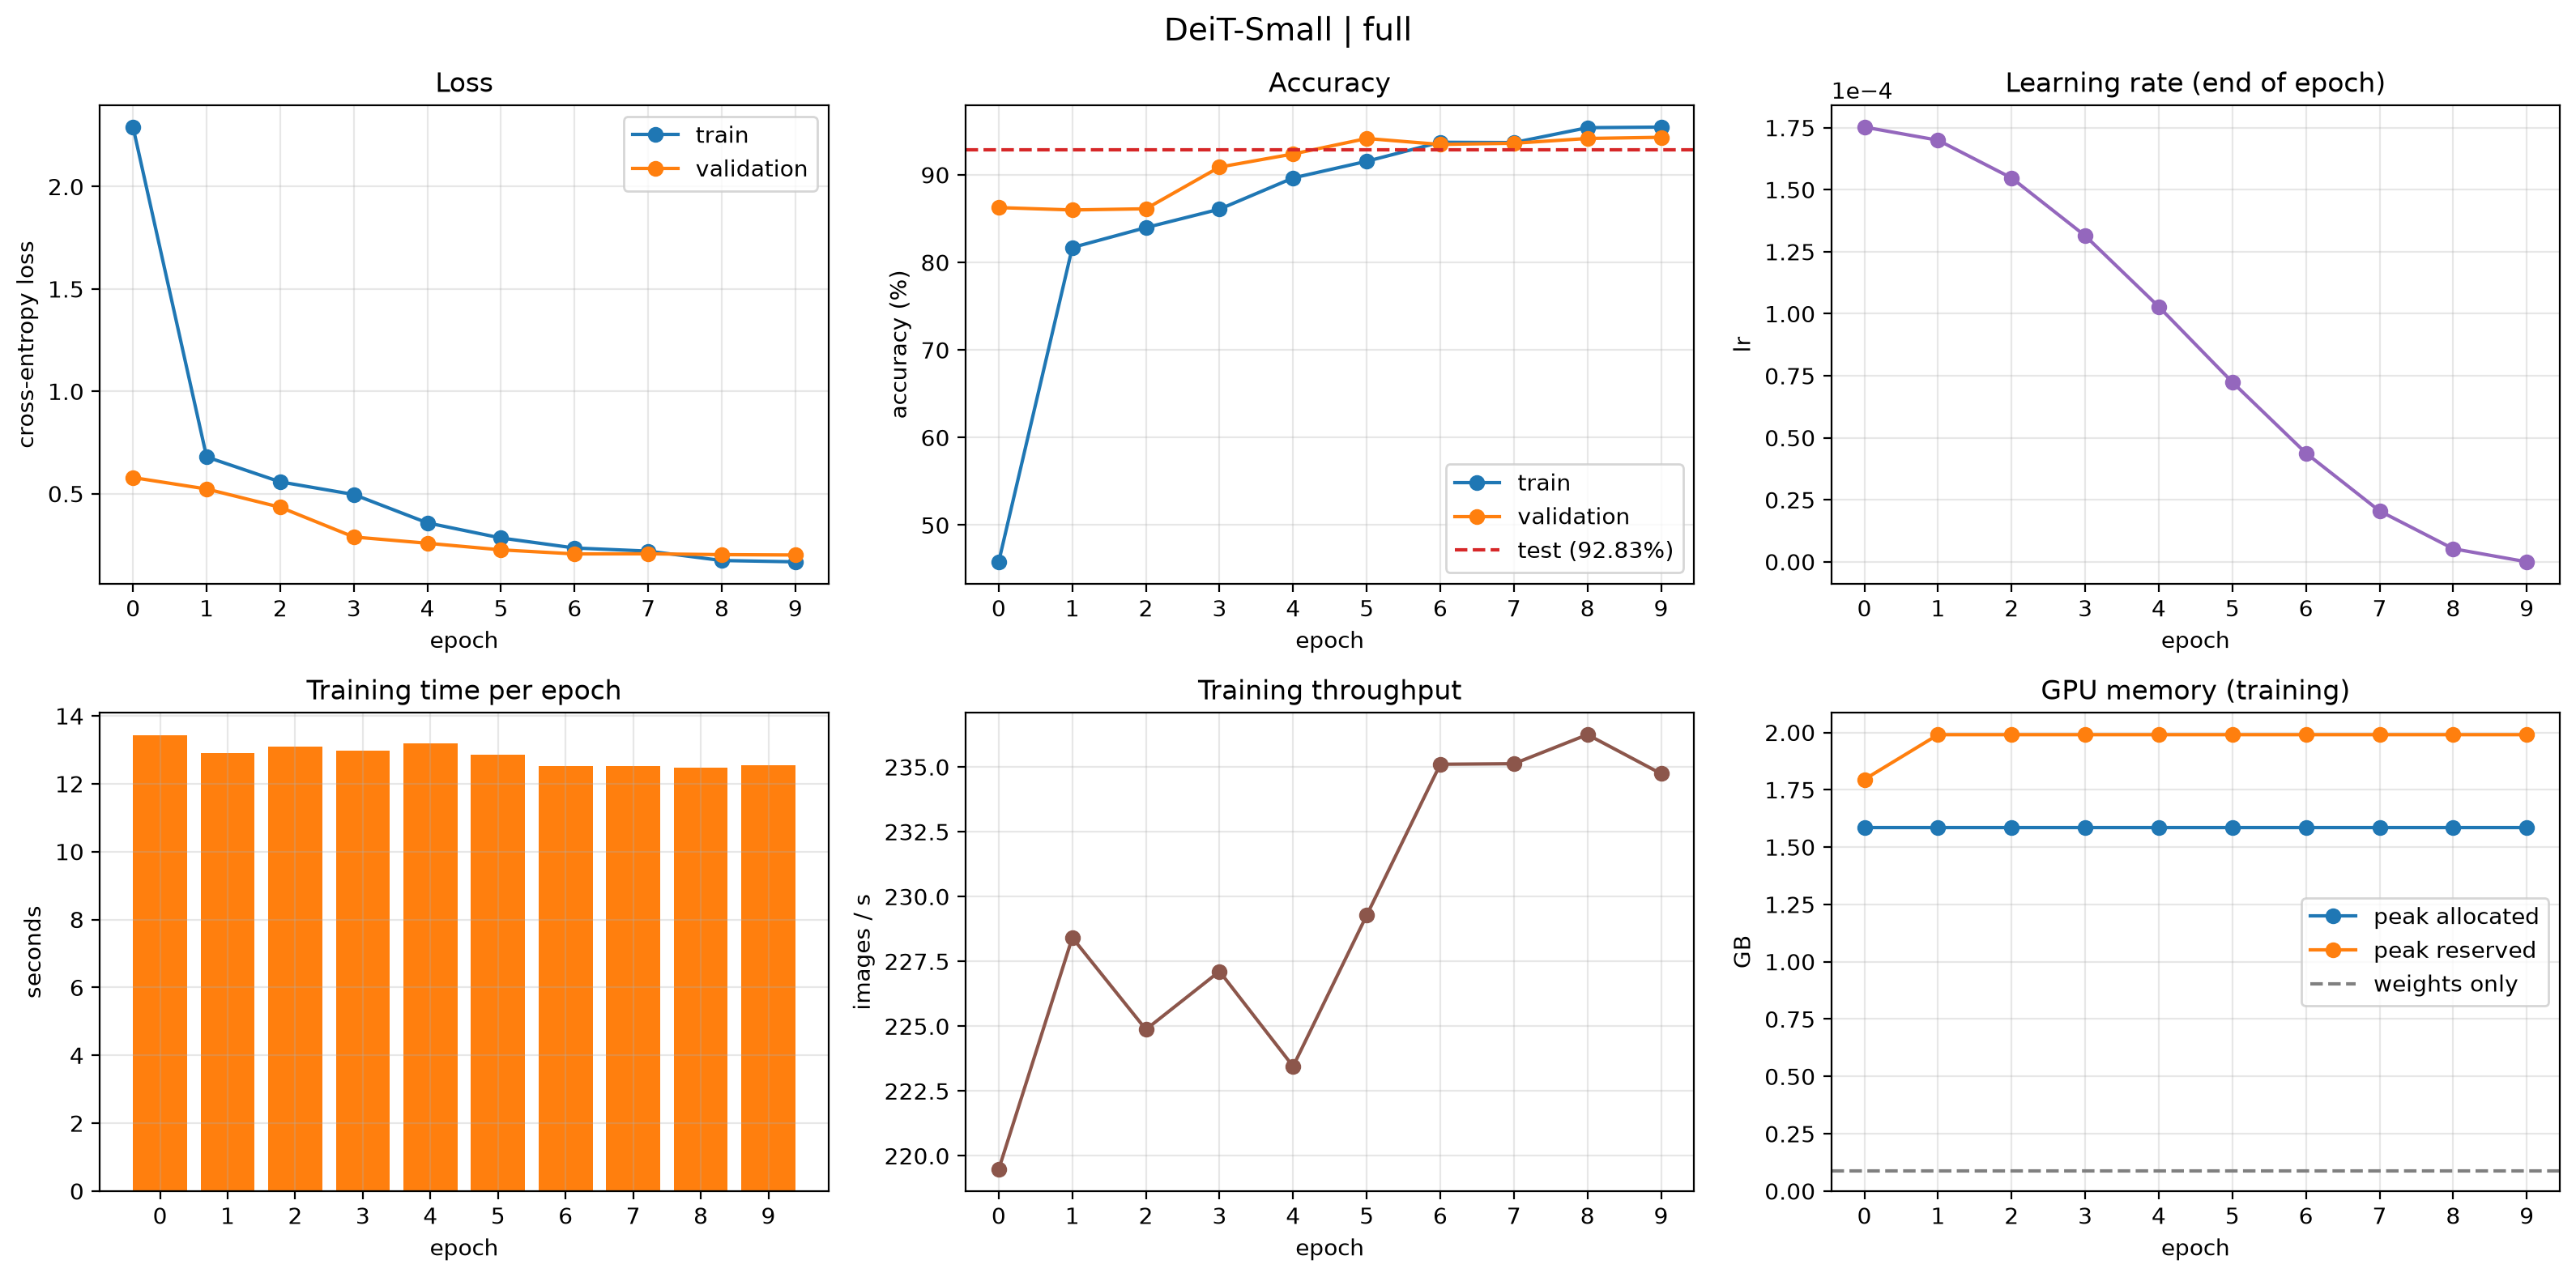 DeiT-Small | full
Loss
cross-entropy loss
2.0
1.5
1.0
0.5
train
validation
0 1 2 3 4 5 6 7 8 9
epoch
Accuracy
accuracy (%)
90
80
70
60
50
train
validation
test (92.83%)
0 1 2 3 4 5 6 7 8 9
epoch
Learning rate (end of epoch)
1e−4
lr
1.75
1.50
1.25
1.00
0.75
0.50
0.25
0.00
0 1 2 3 4 5 6 7 8 9
epoch
Training time per epoch
seconds
14
12
10
8
6
4
2
0
0 1 2 3 4 5 6 7 8 9
epoch
Training throughput
images / s
235.0
232.5
230.0
227.5
225.0
222.5
220.0
0 1 2 3 4 5 6 7 8 9
epoch
GPU memory (training)
GB
2.00
1.75
1.50
1.25
1.00
0.75
0.50
0.25
0.00
peak allocated
peak reserved
weights only
0 1 2 3 4 5 6 7 8 9
epoch